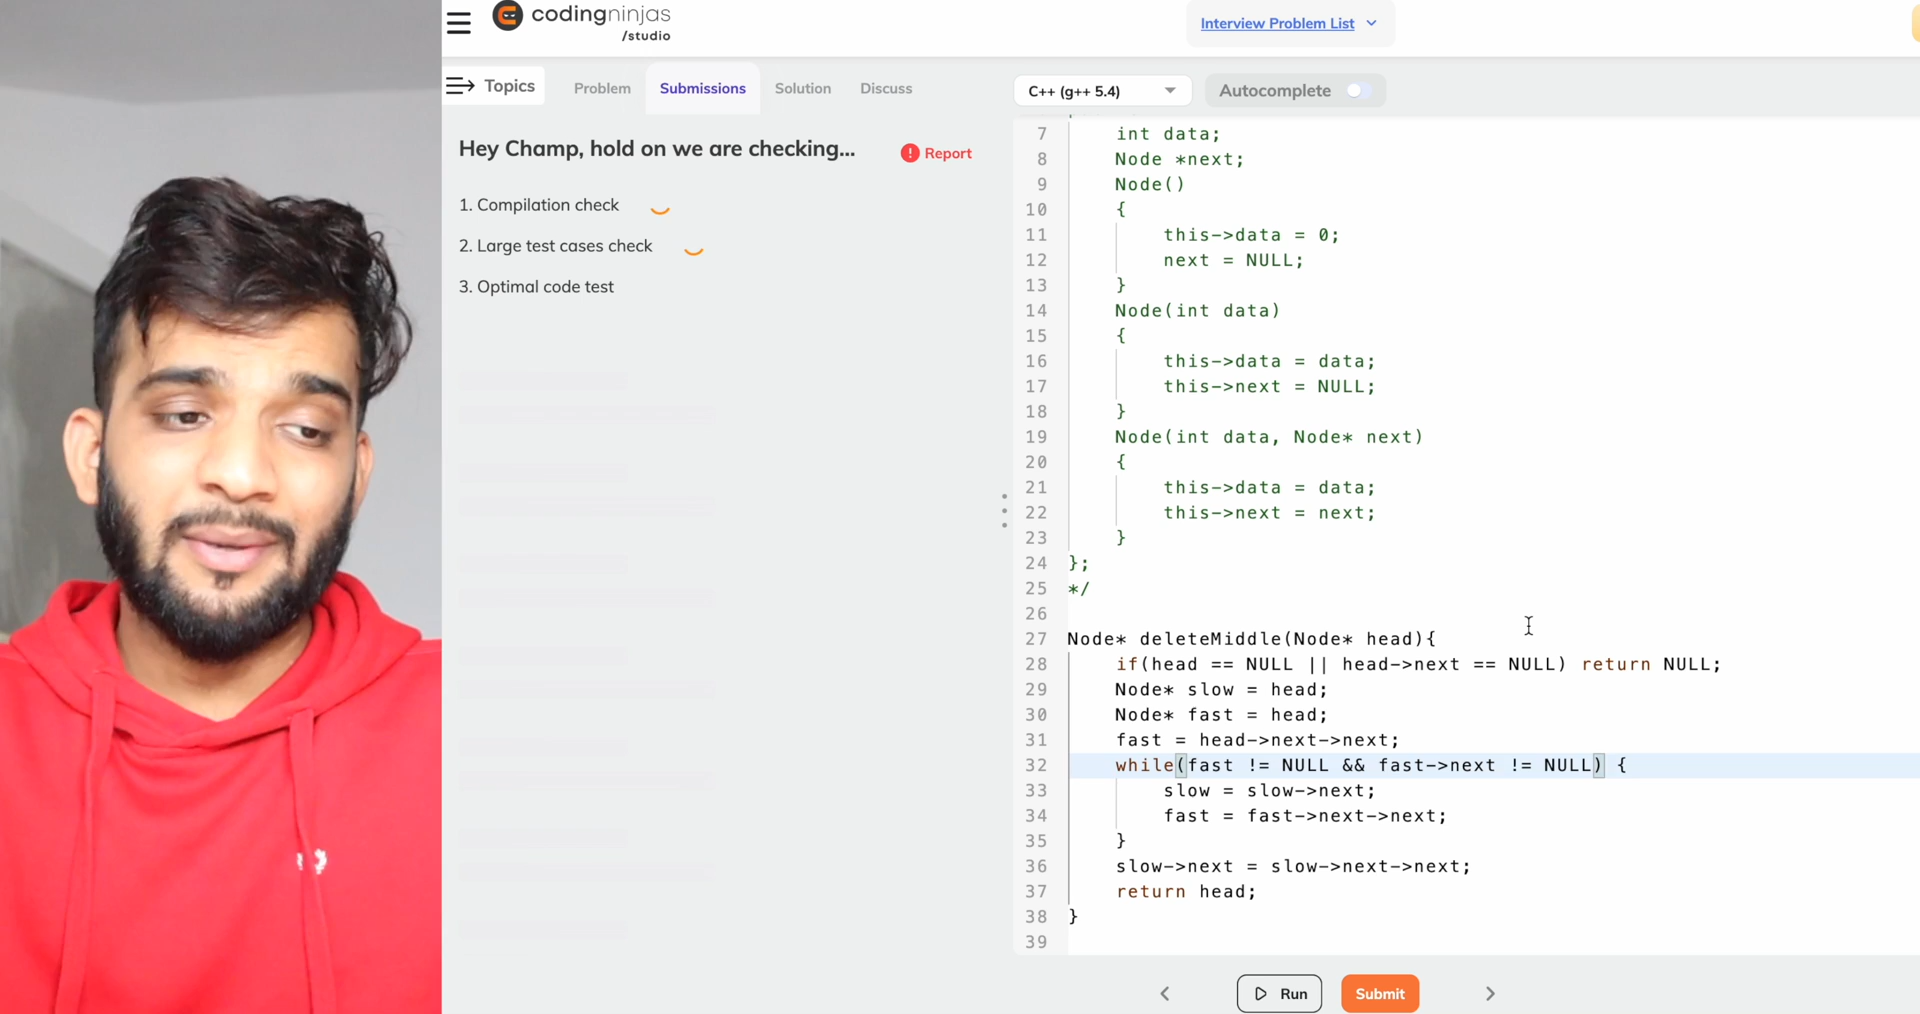 codingninjas
/studio
Interview Problem List
Topics
Problem
Submissions
Solution
Discuss
C++ (g++ 5.4)
Autocomplete
Hey Champ, hold on we are checking...
! Report
1. Compilation check
2. Large test cases check
3. Optimal code test
7 int data;
8 Node *next;
9 Node()
10 {
11 this->data = 0;
12 next = NULL;
13 }
14 Node(int data)
15 {
16 this->data = data;
17 this->next = NULL;
18 }
19 Node(int data, Node* next)
20 {
21 this->data = data;
22 this->next = next;
23 }
24 };
25 */
26
27 Node* deleteMiddle(Node* head){
28 if(head == NULL || head->next == NULL) return NULL;
29 Node* slow = head;
30 Node* fast = head;
31 fast = head->next->next;
32 while(fast != NULL && fast->next != NULL) {
33 slow = slow->next;
34 fast = fast->next->next;
35 }
36 slow->next = slow->next->next;
37 return head;
38 }
39
Run
Submit